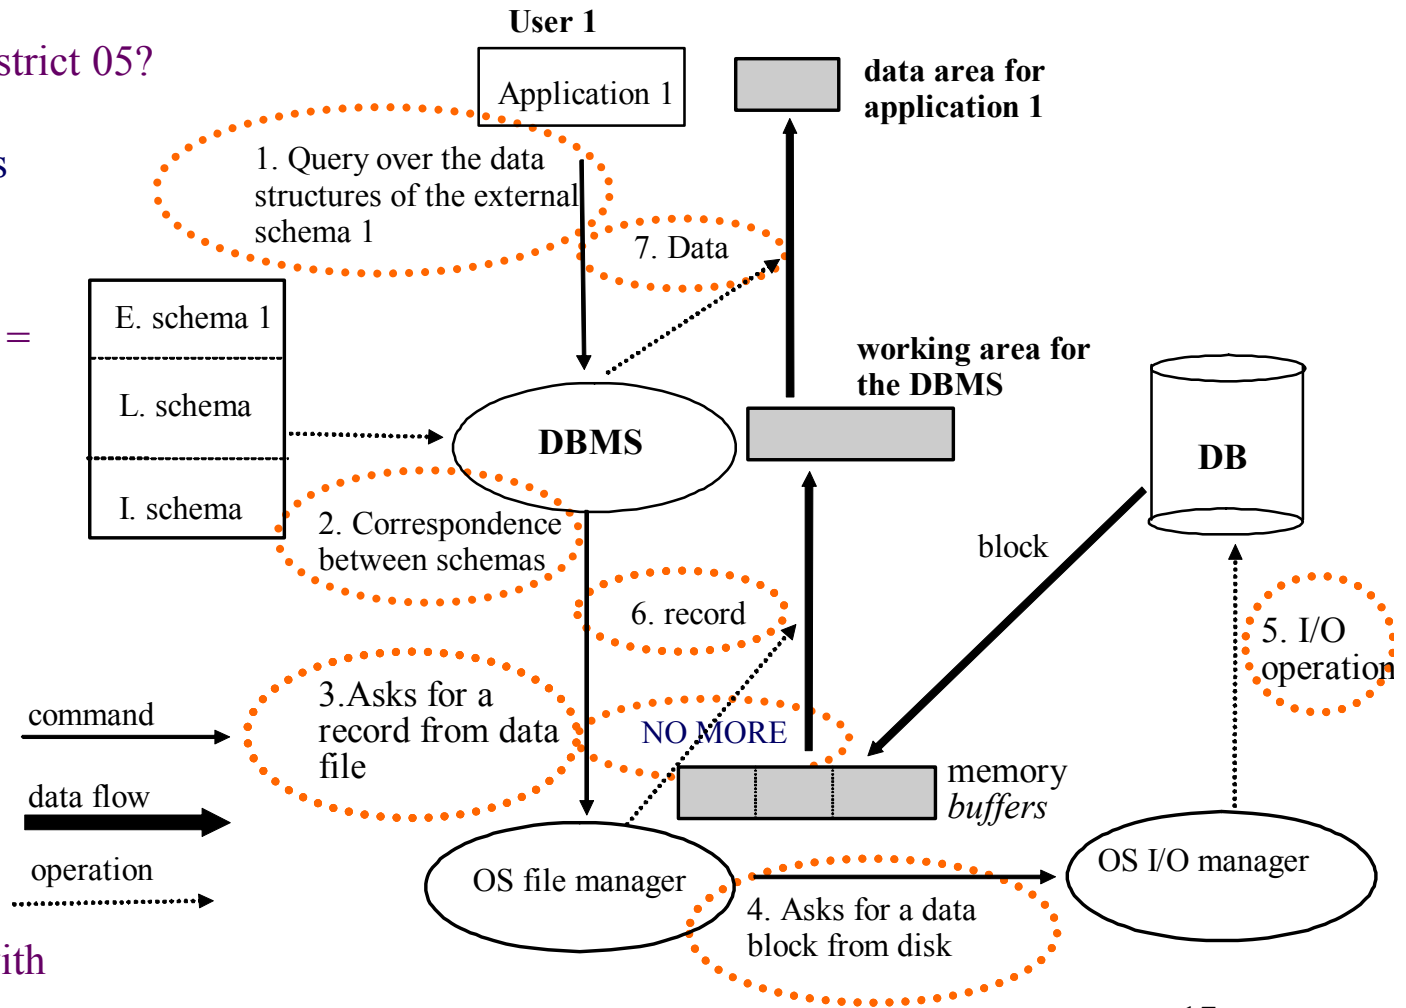 User 1
strict 05?
Application 1
data area for
application 1
1. Query over the data
structures of the external
schema 1
s
7. Data
E. schema 1
=
L. schema
I. schema
working area for
the DBMS
DBMS
DB
2. Correspondence
between schemas
block
6. record
5. I/O
operation
3.Asks for a
record from data
file
NO MORE
command
data flow
operation
memory
buffers
OS file manager
OS I/O manager
4. Asks for a data
block from disk
ith